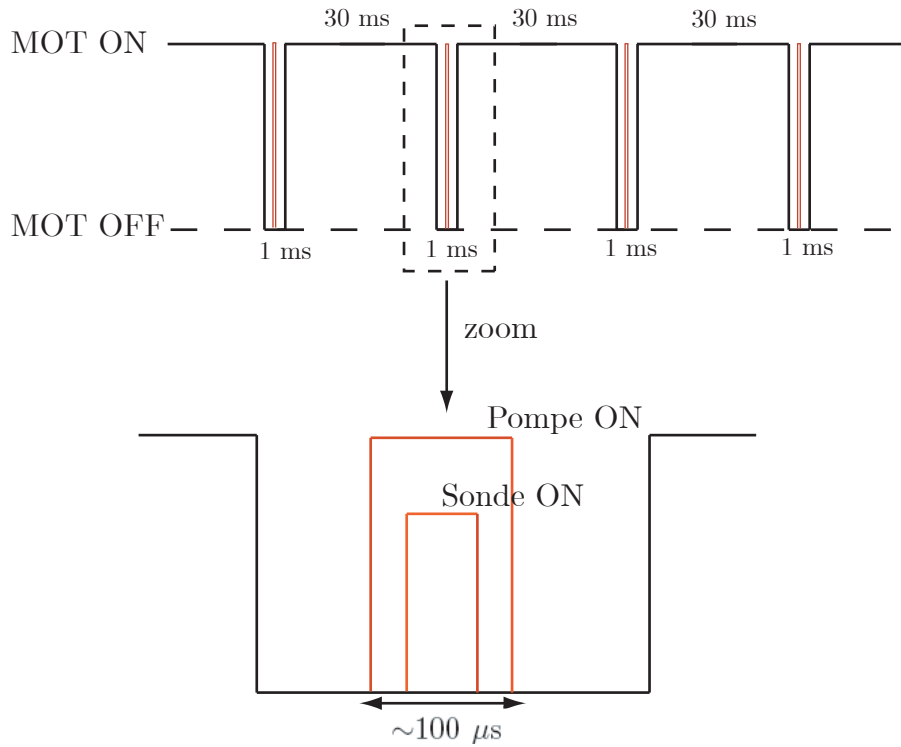 30 ms 30 ms 30 ms
MOT ON
MOT OFF
1 ms 1 ms 1 ms 1 ms
zoom
Pompe ON
Sonde ON
~100 μs